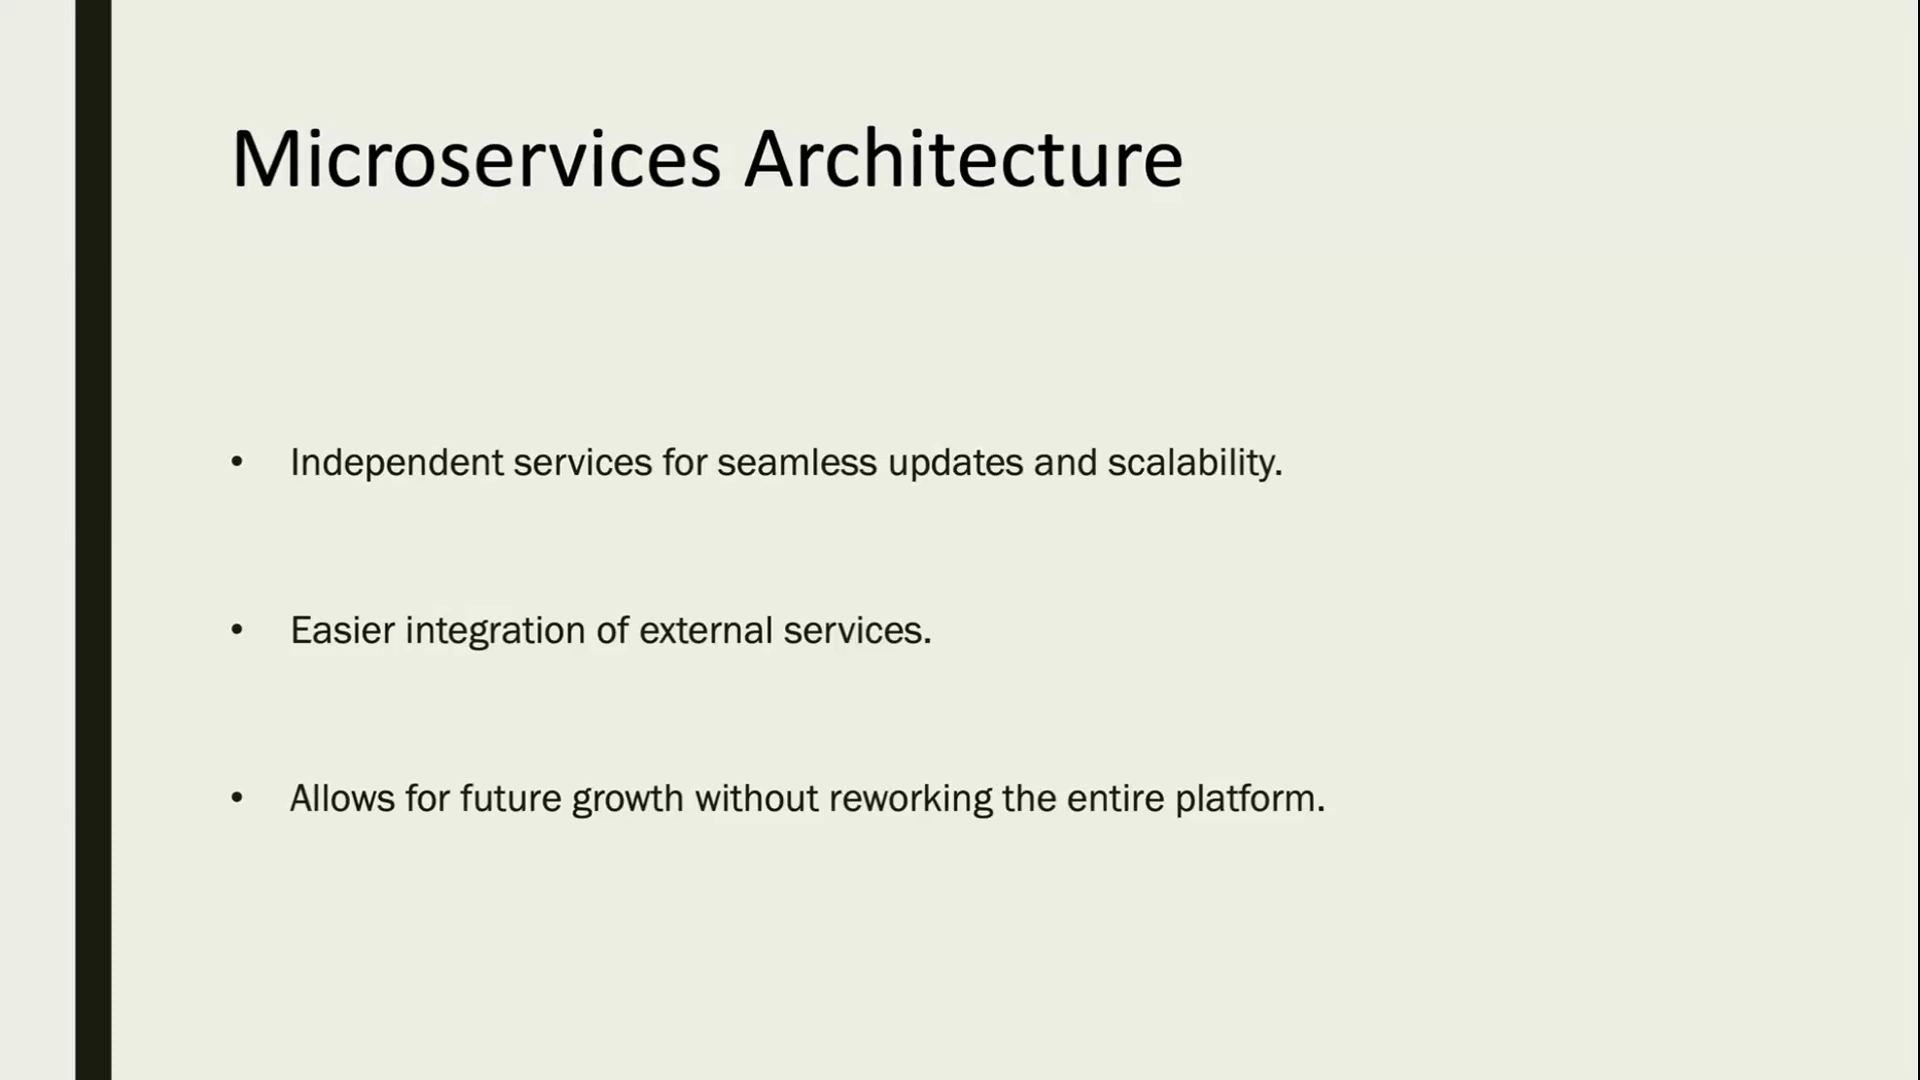 Microservices Architecture
• Independent services for seamless updates and scalability.
• Easier integration of external services.
• Allows for future growth without reworking the entire platform.